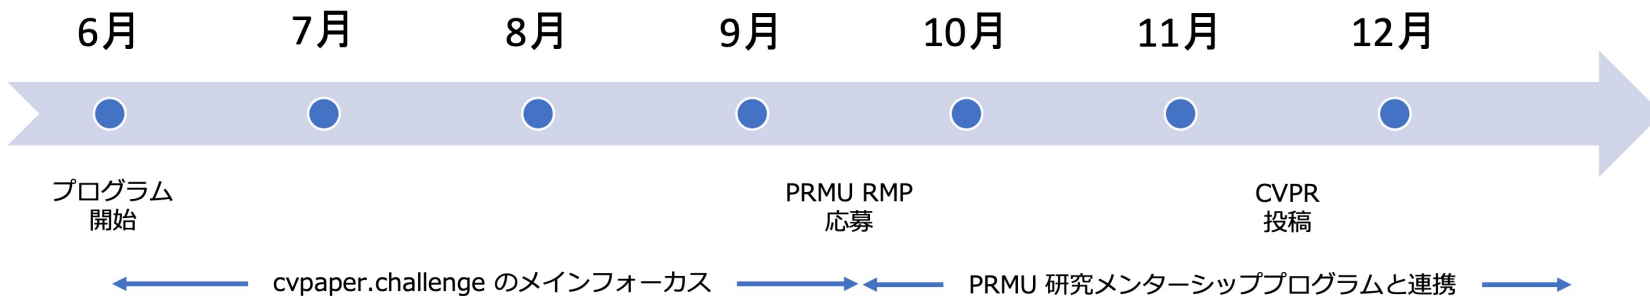 6月 7月 8月 9月 10月 11月 12月
プログラム
開始
PRMU RMP
応募
CVPR
投稿
cvpaper.challenge のメインフォーカス
PRMU 研究メンターシッププログラムと連携